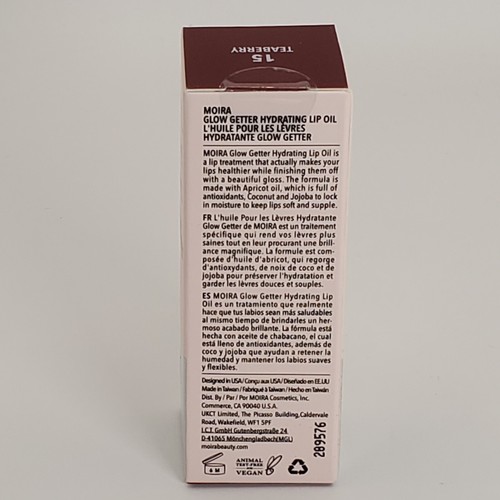 15
TEABERRY
MOIRA
GLOW GETTER HYDRATING LIP OIL
L'HUILE POUR LES LÈVRES
HYDRATANTE GLOW GETTER
MOIRA Glow Getter Hydrating Lip Oil is
a lip treatment that actually makes your
lips healthier while finishing them off
with a beautiful gloss. The formula is
made with Apricot oil, which is full of
antioxidants, Coconut and Jojoba to lock
in moisture to keep lips soft and supple.
FR L'huile Pour les Lèvres Hydratante
Glow Getter de MOIRA est un traitement
spécifique qui rend vos lèvres plus
saines tout en leur procurant une brill-
ance magnifique. La formule est com-
posée d'huile d'abricot, qui regorge
d'antioxydants, de noix de coco et de
jojoba pour préserver l'hydratation et
garder les lèvres douces et souples.
ES MOIRA Glow Getter Hydrating Lip
Oil es un tratamiento que realmente
hace que tus labios sean más saludables
al mismo tiempo de brindarles un her-
moso acabado brillante. La fórmula está
hecha con aceite de chabacano, el cual
está lleno de antioxidantes, además de
coco y jojoba que ayudan a retener la
humedad y mantener los labios suaves
y flexibles.
Designed in USA/Conçu aux USA/Diseñado en EE.UU
Made in Taiwan/Fabriqué à Taïwan/Hecho en Taiwán
Dist. By / Par / Por MOIRA Cosmetics, Inc.
Commerce, CA 90040 U.S.A.
UKCT Limited, The Picasso Building,Caldervale
Road, Wakefield, WF1 5PF
I.C.T. GmbH Gutenbergstraße 24
D-41065 Mönchengladbach(MGL)
moirabeauty.com
289576
6 M
ANIMAL
TEST-FREE
VEGAN